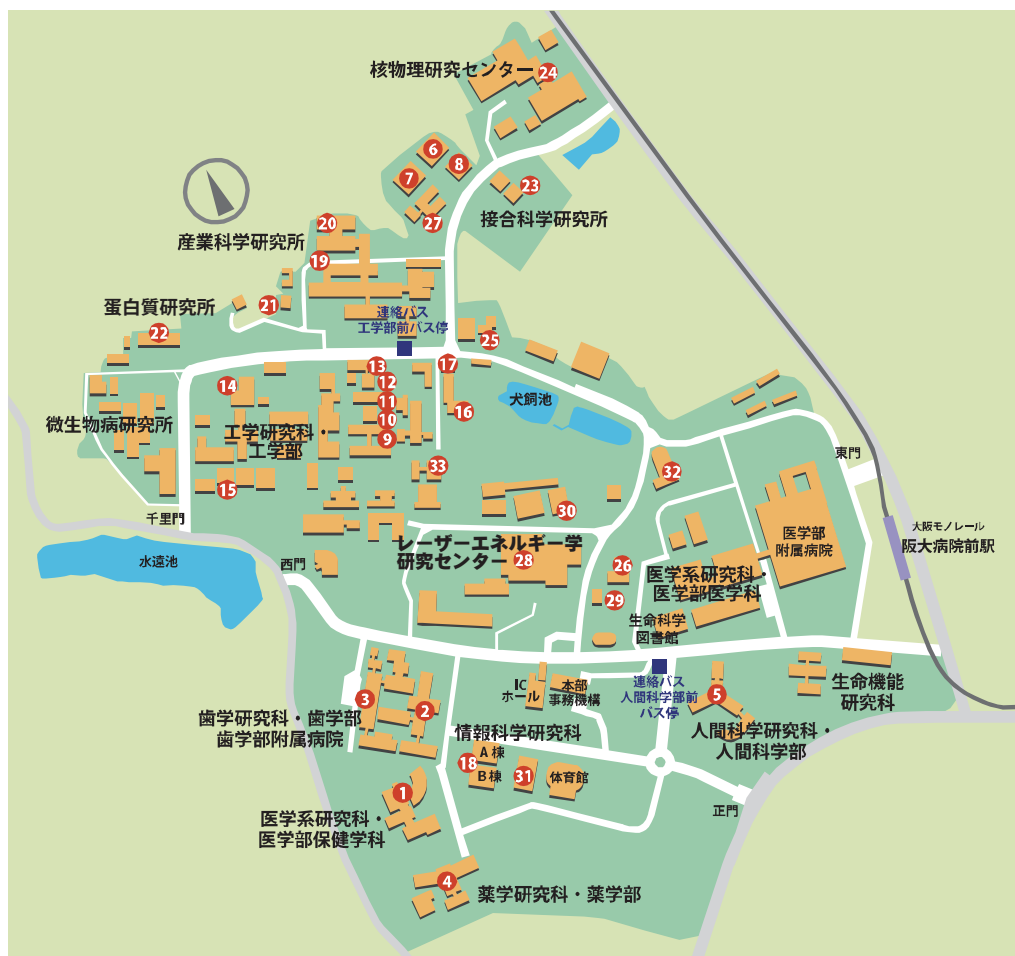 核物理研究センター
24
6
8
7
23
27
接合科学研究所
20
産業科学研究所
19
蛋白質研究所
21
連絡バス
工学部前バス停
22
25
13
17
14
12
11
犬飼池
16
10
微生物病研究所
工学研究科・
工学部
9
東門
33
32
15
千里門
30
大阪モノレール
阪大病院前駅
医学部
附属病院
レーザーエネルギー学
研究センター
28
水遠池
西門
26
医学系研究科・
医学部医学科
29
生命科学
図書館
連絡バス
人間科学部前
バス停
ICホール
本部
事務機構
生命機能
研究科
3
2
5
歯学研究科・歯学部
歯学部附属病院
情報科学研究科
人間科学研究科・
人間科学部
A棟
18
B棟
31
体育館
1
正門
医学系研究科・
医学部保健学科
4
薬学研究科・薬学部